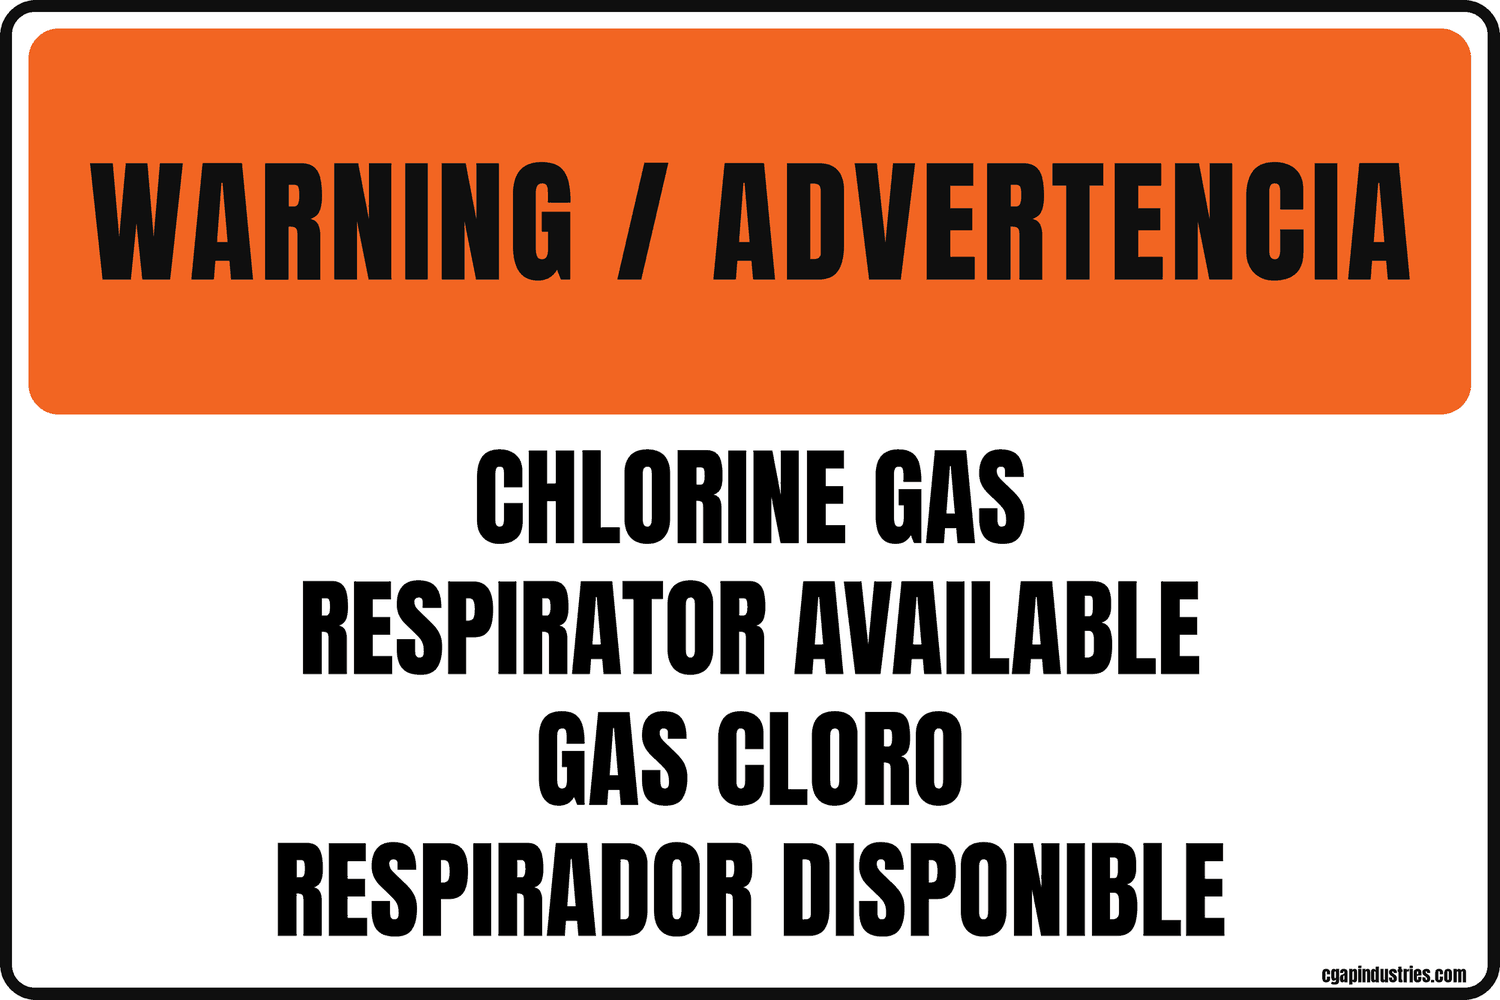 WARNING / ADVERTENCIA
CHLORINE GAS
RESPIRATOR AVAILABLE
GAS CLORO
RESPIRADOR DISPONIBLE
cgapindustries.com